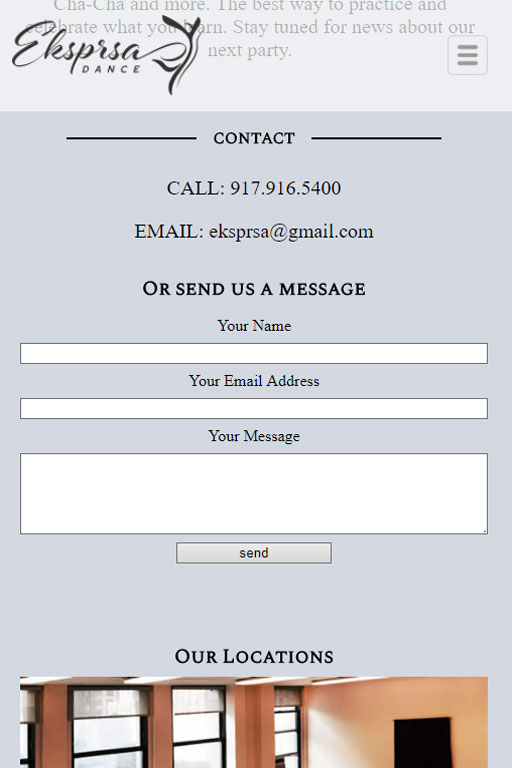 Cha-Cha and more. The best way to practice and
celebrate what you learn. Stay tuned for news about our
next party.
Eksprsa
DANCE
CONTACT
CALL: 917.916.5400
EMAIL: eksprsa@gmail.com
Or send us a message
Your Name
Your Email Address
Your Message
send
Our Locations